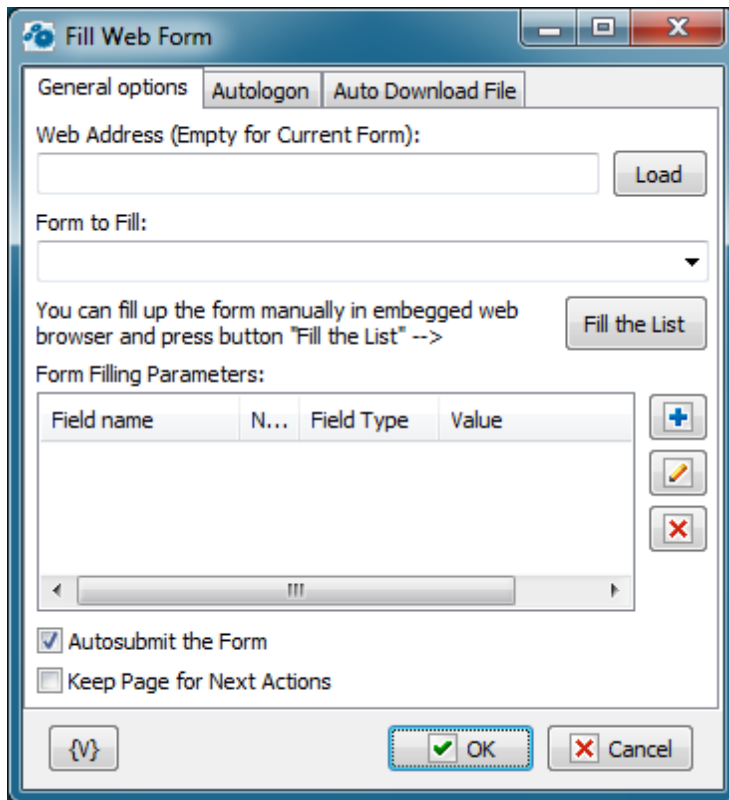 Fill Web Form
General options Autologon Auto Download File
Web Address (Empty for Current Form):
Load
Form to Fill:
You can fill up the form manually in embegged web
browser and press button "Fill the List" -->
Fill the List
Form Filling Parameters:
Field name N... Field Type Value
Autosubmit the Form
Keep Page for Next Actions
{V} OK Cancel